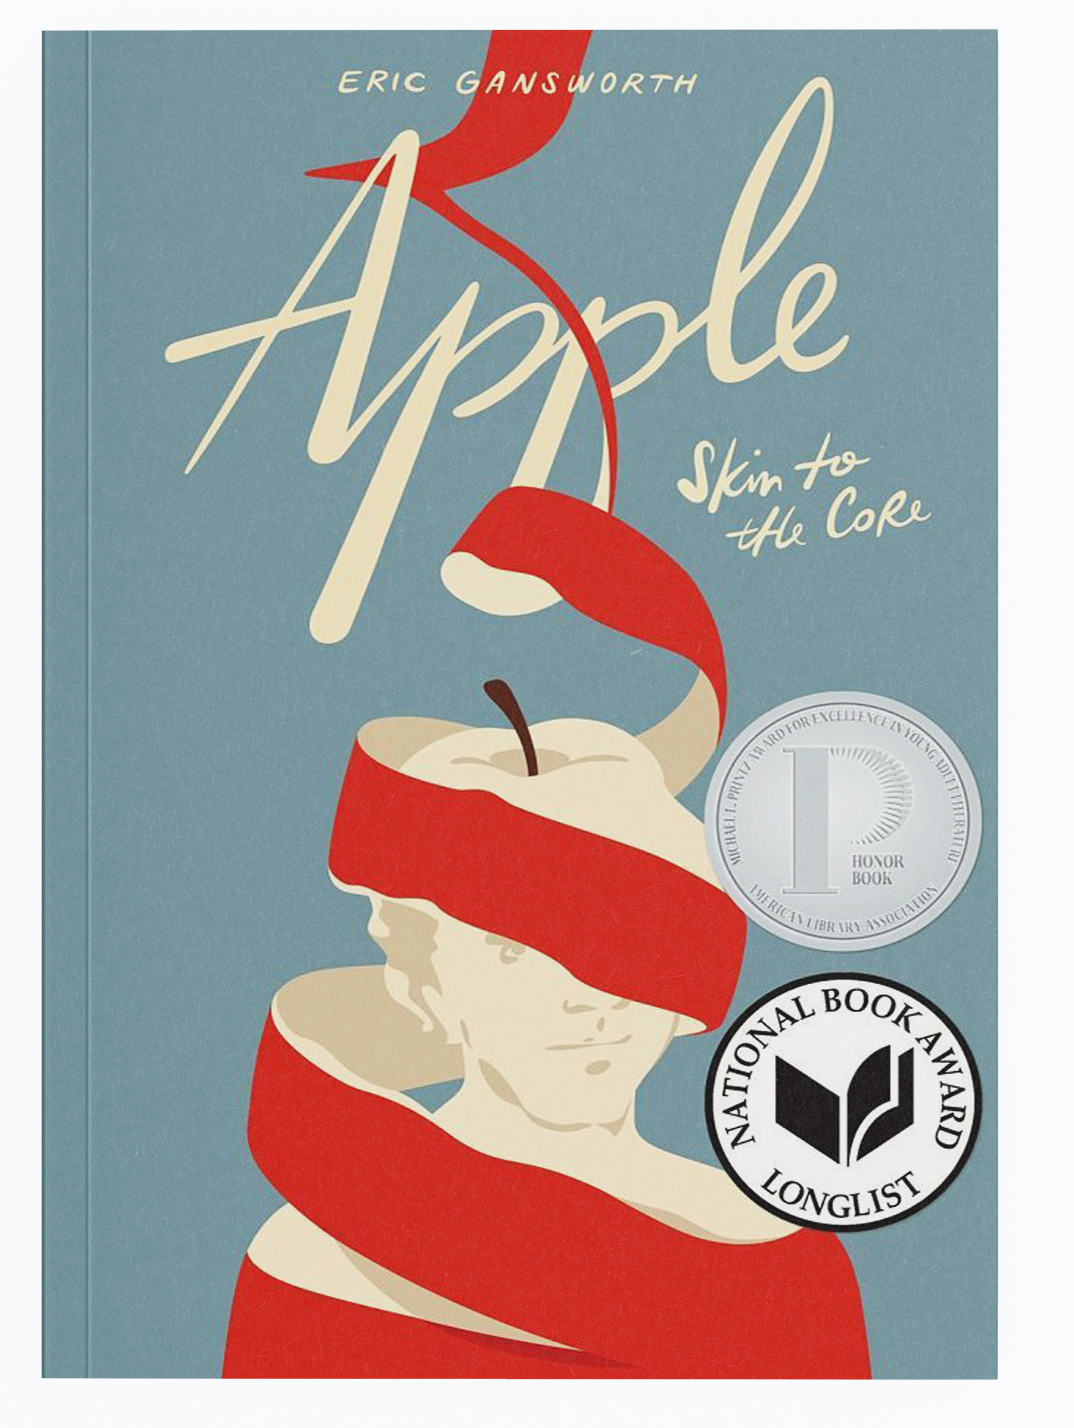 ERIC GANSWORTH
Apple
Skin to
the CoRe
MICHAEL L. PRINTZ AWARD FOR EXCELLENCE IN YOUNG ADULT LITERATURE
P
HONOR
BOOK
AMERICAN LIBRARY ASSOCIATION
NATIONAL BOOK AWARD
LONGLIST